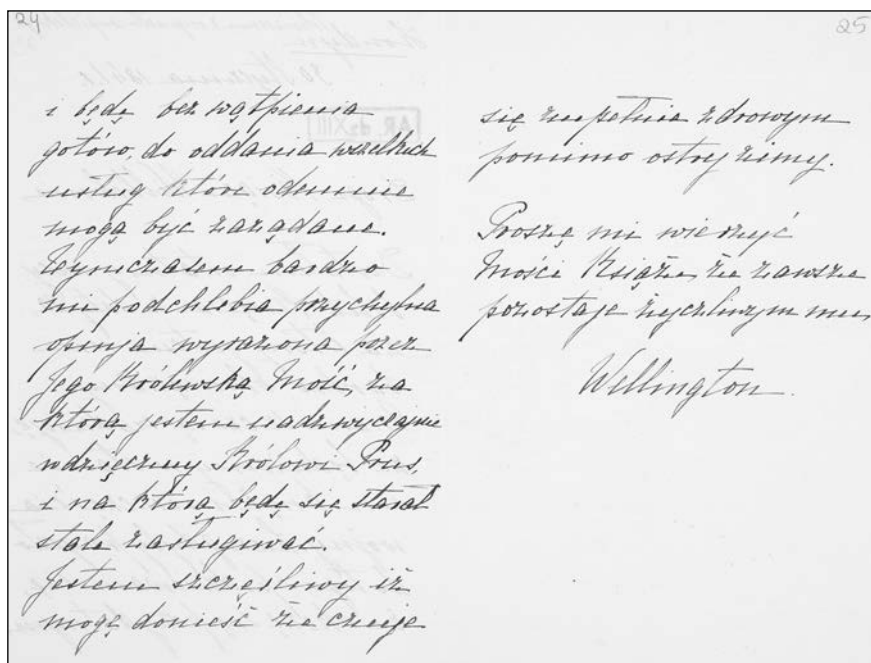 24
i będę bez wątpienia
gotów, do oddania wszelkich
usług które odemnie
mogą być zarządane.
Tymczasem bardzo
mi podchlebia przychylna
opinja wyrażona przez
Jego Królewską Mość, za
którą jestem nadzwyczajnie
wdzięczny Królowi Prus,
i na którą będę się starał
stale zasługiwać.
Jestem szczęśliwy iż
mogę donieść że czuję
25
się zupełnie zdrowym
pomimo ostrej zimy.
Proszę mi wierzyć
Mości Książe, że zawsze
pozostaję życzliwym mu
Wellington.